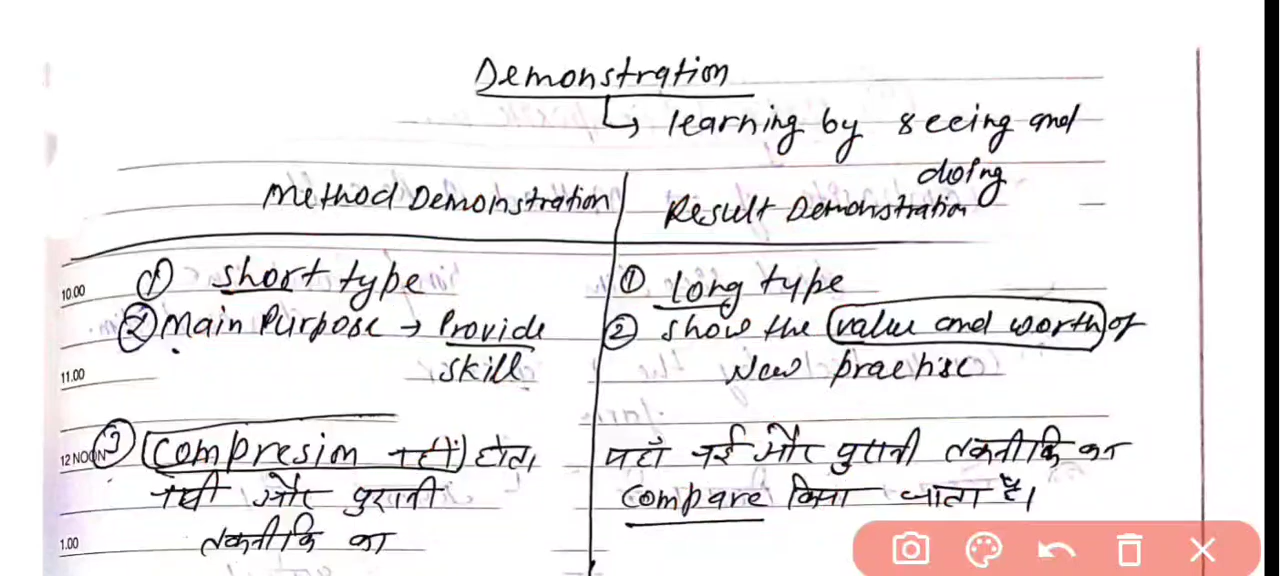 Demonstration
↳ learning by seeing and
doing
Method Demonstration
Result Demonstration
10.00
① short type
① long type
② Main Purpose → Provide
skill
② show the value and worth of
New practise
11.00
12 NOON
③ Compresion नहीं होता
नयी और पुरानी
तकनीकि का
यहाँ नई और पुरानी तकनीकि का
Compare किया जाता है।
1.00